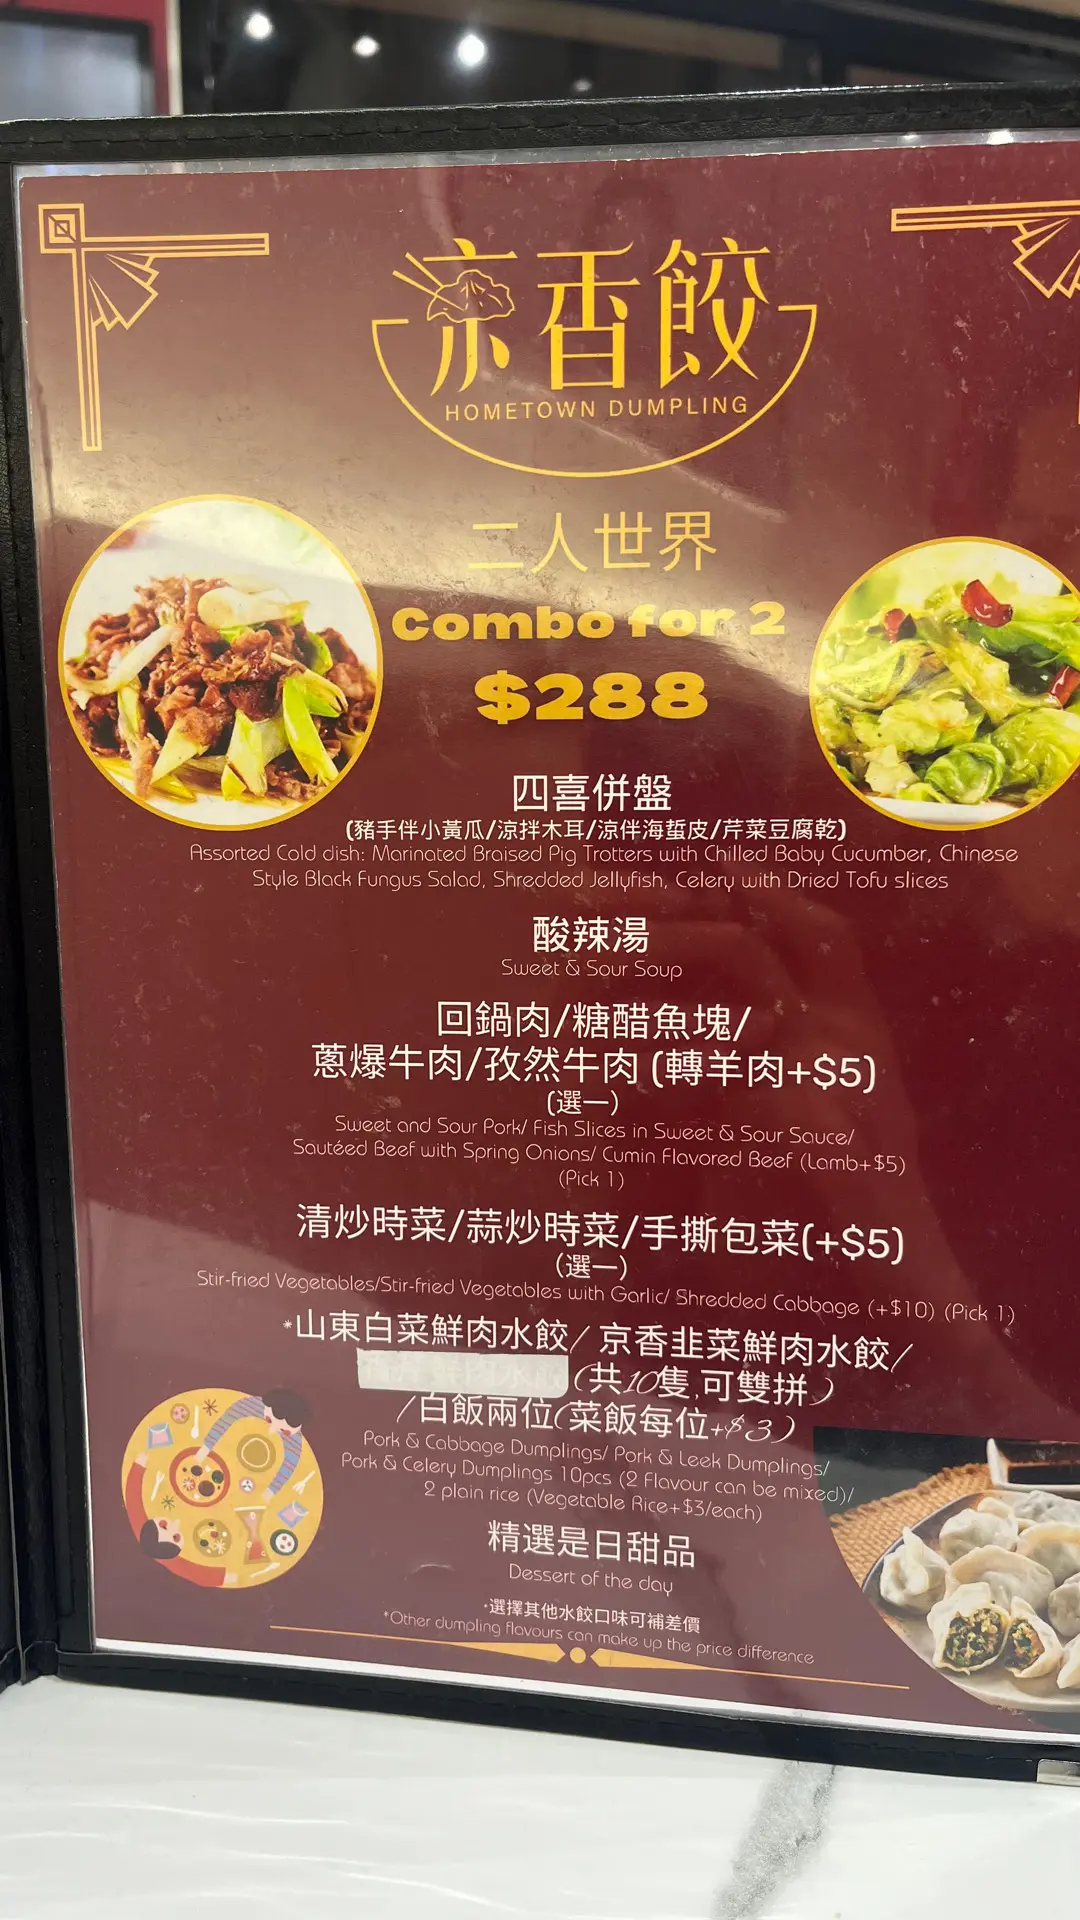 京香餃
HOMETOWN DUMPLING
二人世界
Combo for 2
$288
四喜併盤
(豬手伴小黃瓜/涼拌木耳/涼伴海蜇皮/芹菜豆腐乾)
Assorted Cold dish: Marinated Braised Pig Trotters with Chilled Baby Cucumber, Chinese
Style Black Fungus Salad, Shredded Jellyfish, Celery with Dried Tofu slices
酸辣湯
Sweet & Sour Soup
回鍋肉/糖醋魚塊/
蔥爆牛肉/孜然牛肉 (轉羊肉+$5)
(選一)
Sweet and Sour Pork/ Fish Slices in Sweet & Sour Sauce/
Sautéed Beef with Spring Onions/ Cumin Flavored Beef (Lamb+$5)
(Pick 1)
清炒時菜/蒜炒時菜/手撕包菜(+$5)
(選一)
Stir-fried Vegetables/Stir-fried Vegetables with Garlic/ Shredded Cabbage (+$10) (Pick 1)
*山東白菜鮮肉水餃/ 京香韭菜鮮肉水餃/
(共10隻,可雙拼)
/白飯兩位(菜飯每位+$3)
Pork & Cabbage Dumplings/ Pork & Leek Dumplings/
Pork & Celery Dumplings 10pcs (2 Flavour can be mixed)/
2 plain rice (Vegetable Rice+$3/each)
精選是日甜品
Dessert of the day
*選擇其他水餃口味可補差價
*Other dumpling flavours can make up the price difference